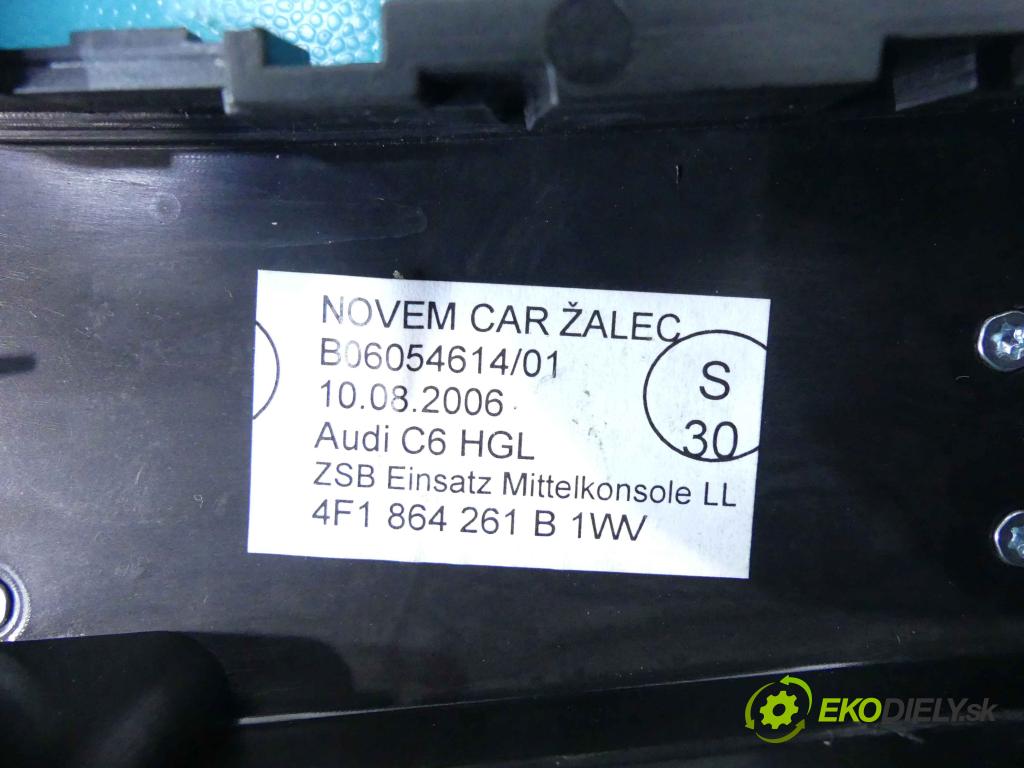 NOVEM CAR ŽALEC
B06054614/01
10.08.2006
Audi C6 HGL
ZSB Einsatz Mittelkonsole LL
4F1 864 261 B 1WV
S
30
EKODIELY.sk